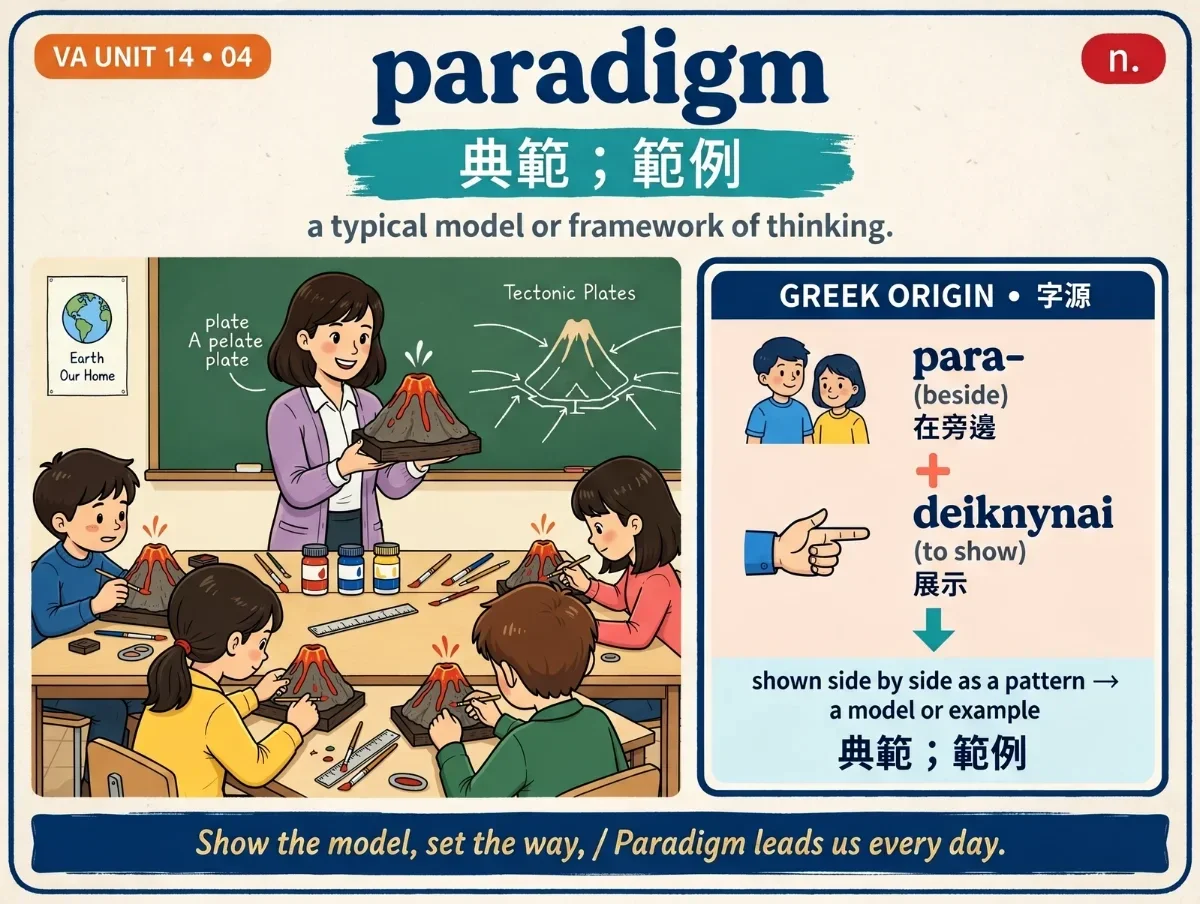 VA UNIT 14 • 04
paradigm
n.
典範；範例
a typical model or framework of thinking.
Earth
Our Home
plate
A pelate
plate
Tectonic Plates
GREEK ORIGIN • 字源
para-
(beside)
在旁邊
+
deiknynai
(to show)
展示
shown side by side as a pattern →
a model or example
典範；範例
Show the model, set the way, / Paradigm leads us every day.